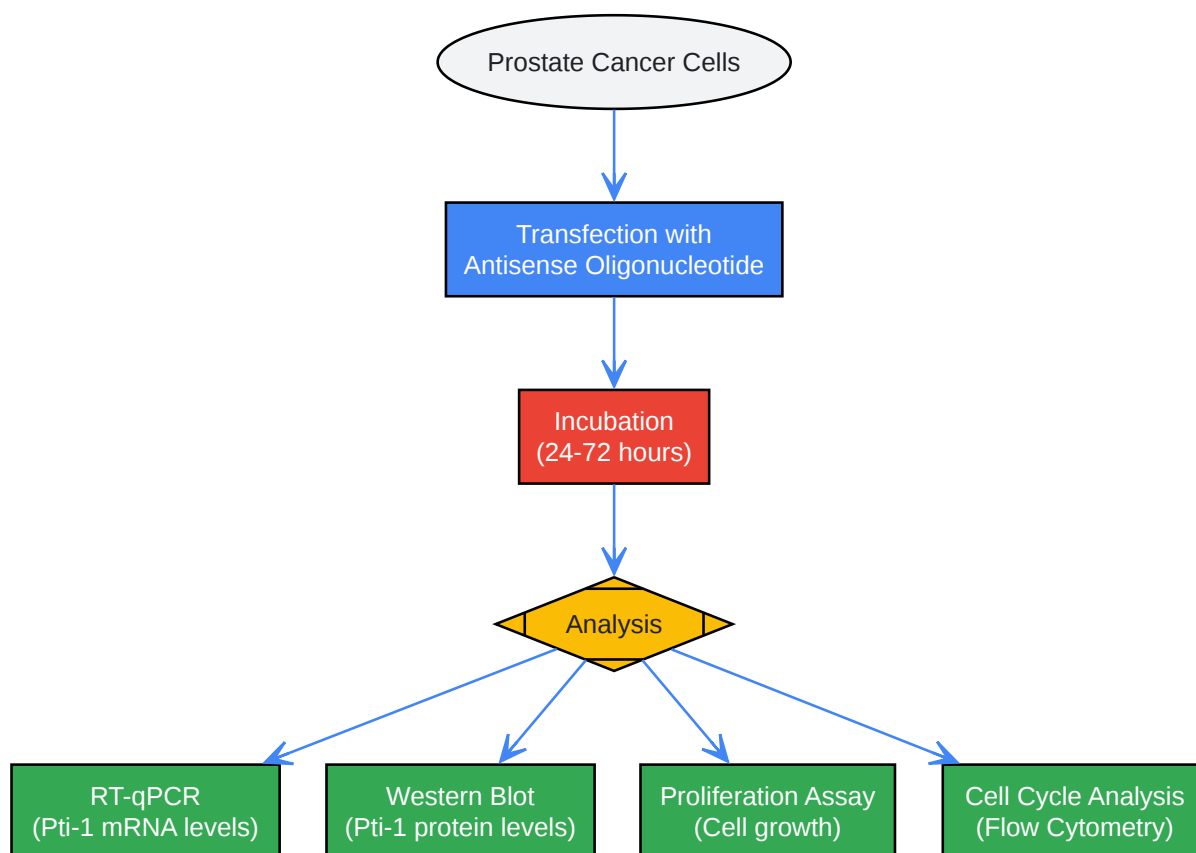 Prostate Cancer Cells
Transfection with
Antisense Oligonucleotide
Incubation
(24-72 hours)
Analysis
RT-qPCR
(Pti-1 mRNA levels)
Western Blot
(Pti-1 protein levels)
Proliferation Assay
(Cell growth)
Cell Cycle Analysis
(Flow Cytometry)